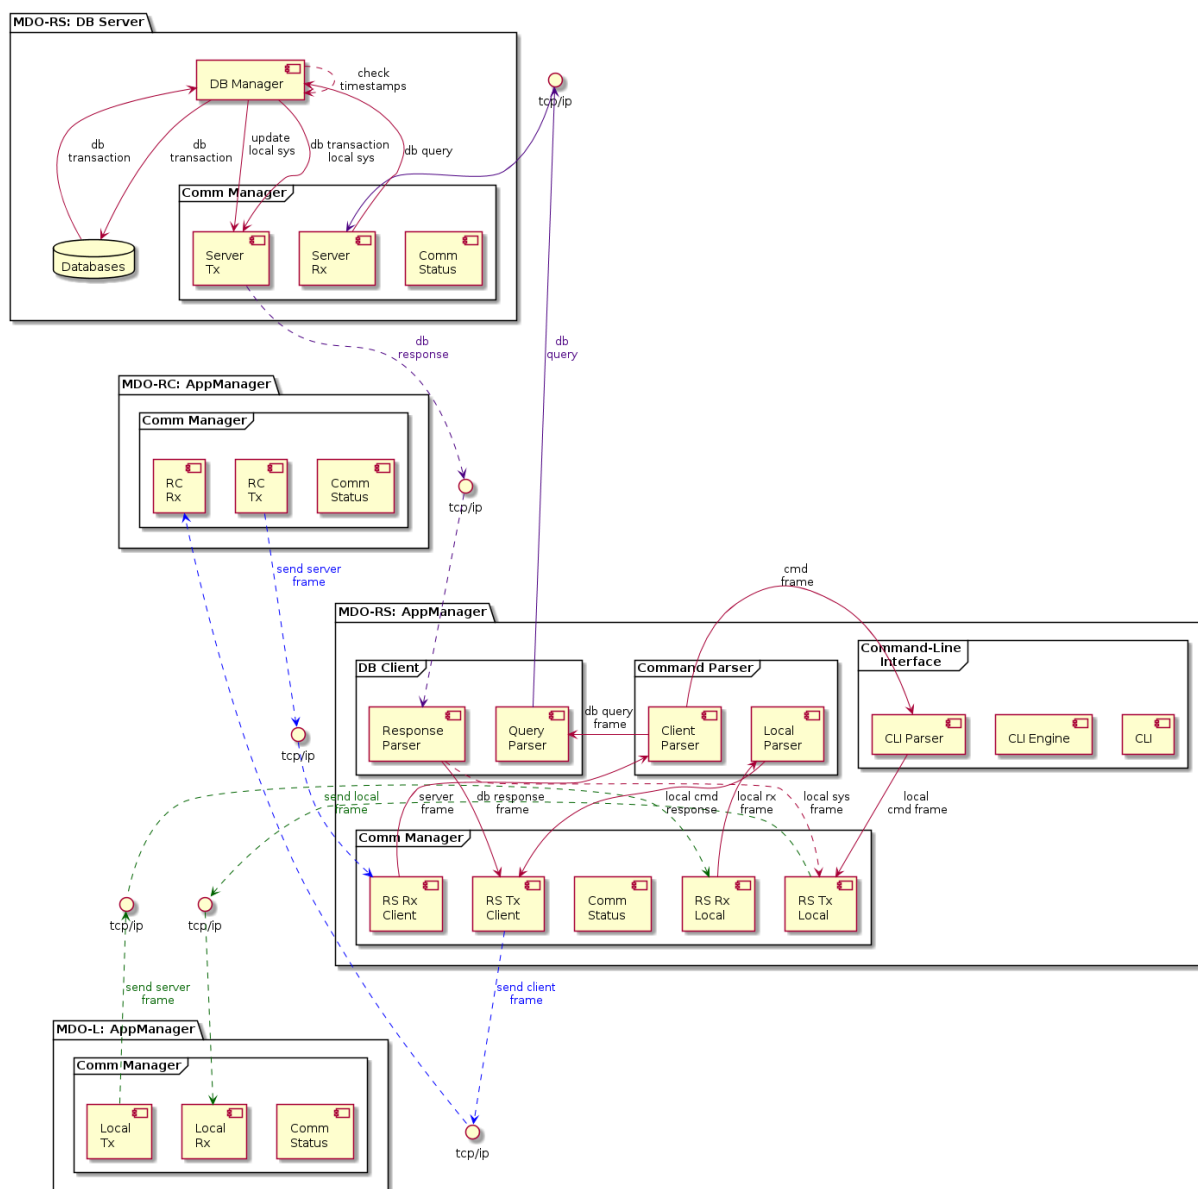 MDO-RS: DB Server
DB Manager
check
timestamps
tcp/ip
db
transaction
db
transaction
update
local sys
db transaction
local sys
db query
Comm Manager
Server
Tx
Server
Rx
Comm
Status
Databases
db
response
db
query
MDO-RC: AppManager
Comm Manager
RC
Rx
RC
Tx
Comm
Status
tcp/ip
send server
frame
cmd
frame
MDO-RS: AppManager
DB Client
Command Parser
Command-Line
Interface
Response
Parser
Query
Parser
db query
frame
Client
Parser
Local
Parser
CLI Parser
CLI Engine
CLI
tcp/ip
send local
frame
server
frame
db response
frame
local cmd
response
local rx
frame
local sys
frame
local
cmd frame
Comm Manager
RS Rx
Client
RS Tx
Client
Comm
Status
RS Rx
Local
RS Tx
Local
tcp/ip
tcp/ip
send server
frame
send client
frame
MDO-L: AppManager
Comm Manager
Local
Tx
Local
Rx
Comm
Status
tcp/ip